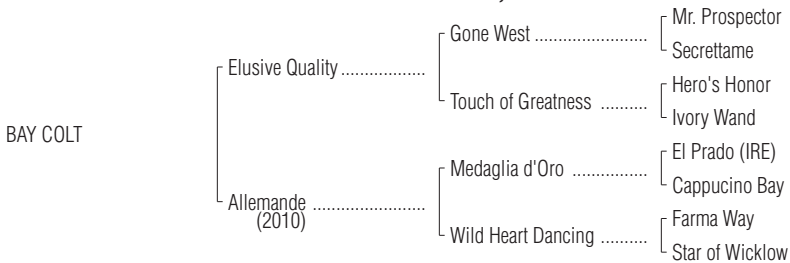 Mr. Prospector
Gone West ........................
Secrettame
Elusive Quality ..................
Hero's Honor
Touch of Greatness ..........
Ivory Wand
BAY COLT
El Prado (IRE)
Medaglia d'Oro ................
Cappucino Bay
Allemande ........................
(2010)
Farma Way
Wild Heart Dancing ..........
Star of Wicklow